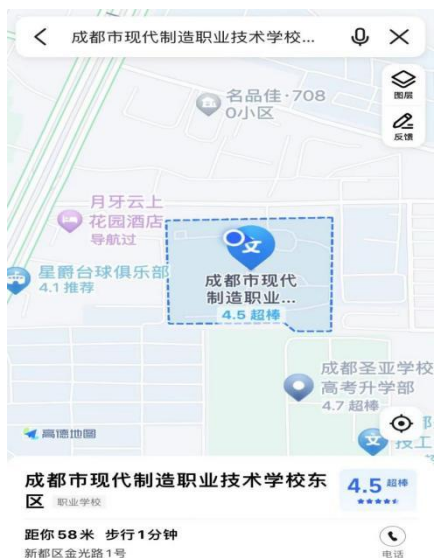 成都市现代制造职业技术学校...
图层
反馈
名品佳·708
0小区
月牙云上
花园酒店
导航过
星爵台球俱乐部
4.1 推荐
文
成都市现代
制造职业...
4.5 超棒
成都圣亚学校
高考升学部
4.7 超棒
文
技工
高德地图
成都市现代制造职业技术学校东
区 职业学校
4.5 超棒
距你58米 步行1分钟
新都区金光路1号
电话